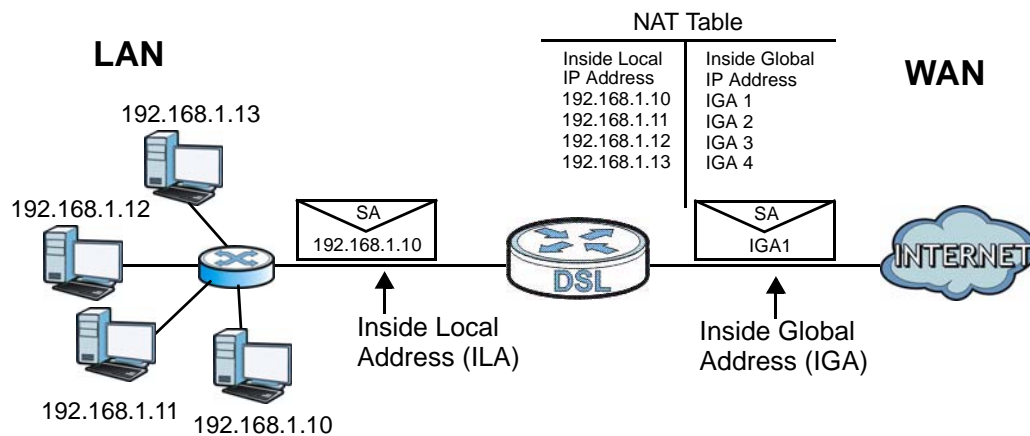 NAT Table
LAN
WAN
Inside Local
IP Address
192.168.1.10
192.168.1.11
192.168.1.12
192.168.1.13
Inside Global
IP Address
IGA 1
IGA 2
IGA 3
IGA 4
192.168.1.13
192.168.1.12
192.168.1.11
192.168.1.10
SA
192.168.1.10
DSL
SA
IGA1
INTERNET
Inside Local
Address (ILA)
Inside Global
Address (IGA)